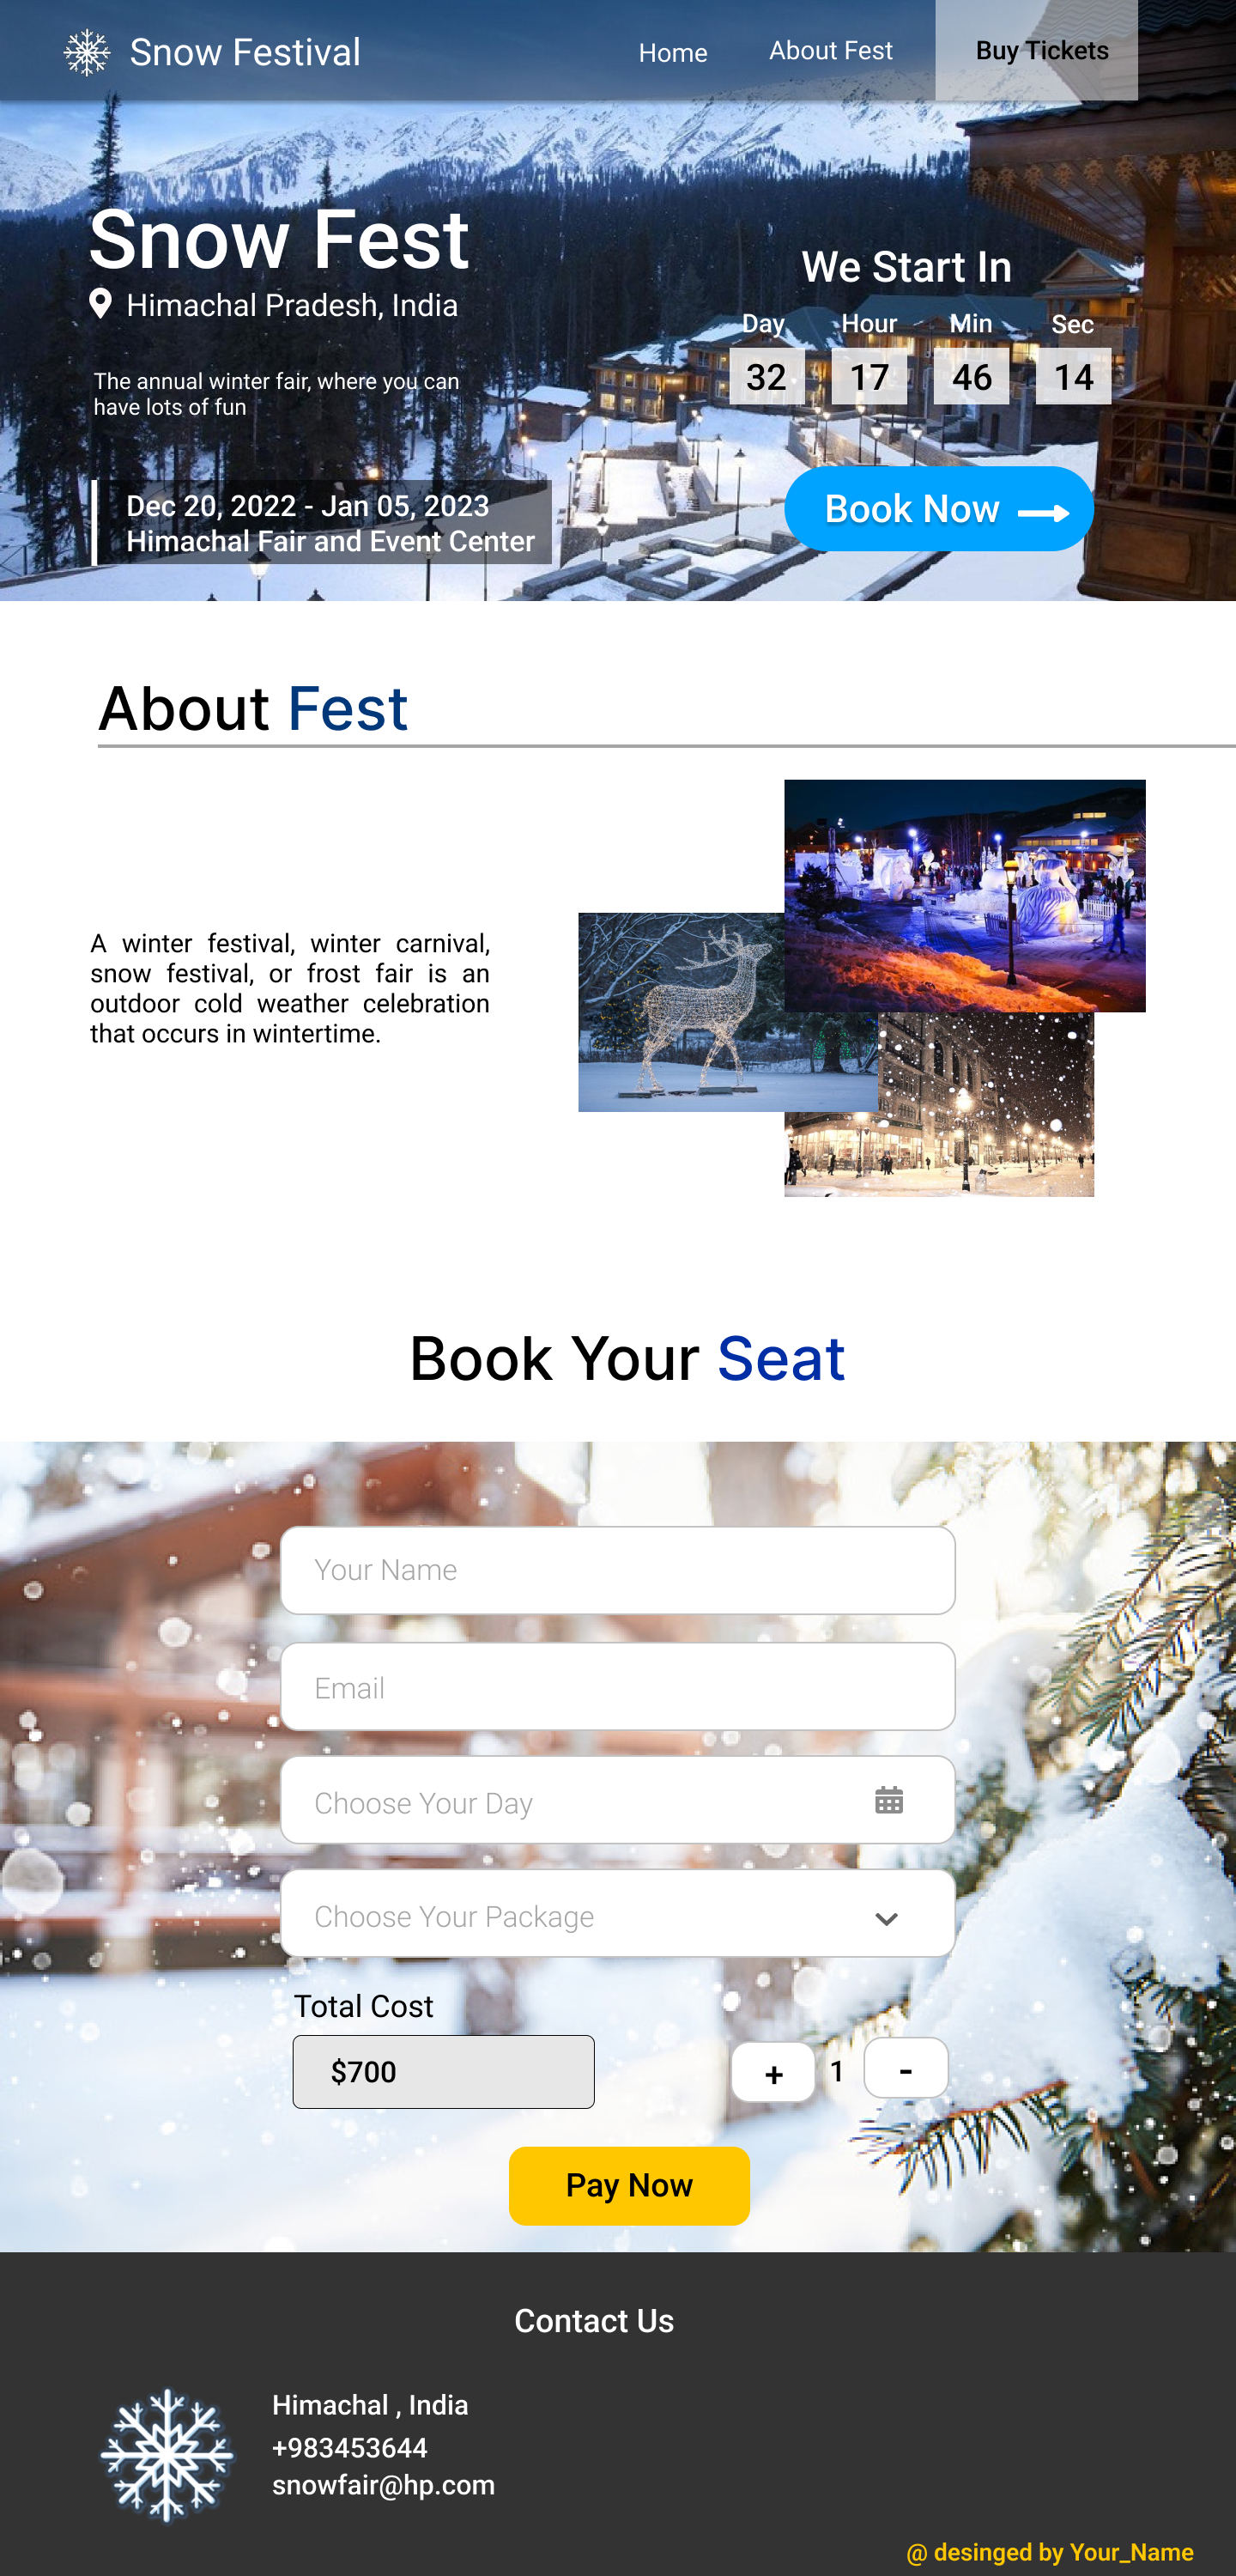 Snow Festival
Home
About Fest
Buy Tickets
Snow Fest
Himachal Pradesh, India
The annual winter fair, where you can
have lots of fun
Dec 20, 2022 - Jan 05, 2023
Himachal Fair and Event Center
We Start In
Day Hour Min Sec
32 17 46 14
Book Now
About Fest
A winter festival, winter carnival,
snow festival, or frost fair is an
outdoor cold weather celebration
that occurs in wintertime.
Book Your Seat
Your Name
Email
Choose Your Day
Choose Your Package
Total Cost
$700
+ 1 -
Pay Now
Contact Us
Himachal , India
+983453644
snowfair@hp.com
@ desinged by Your_Name